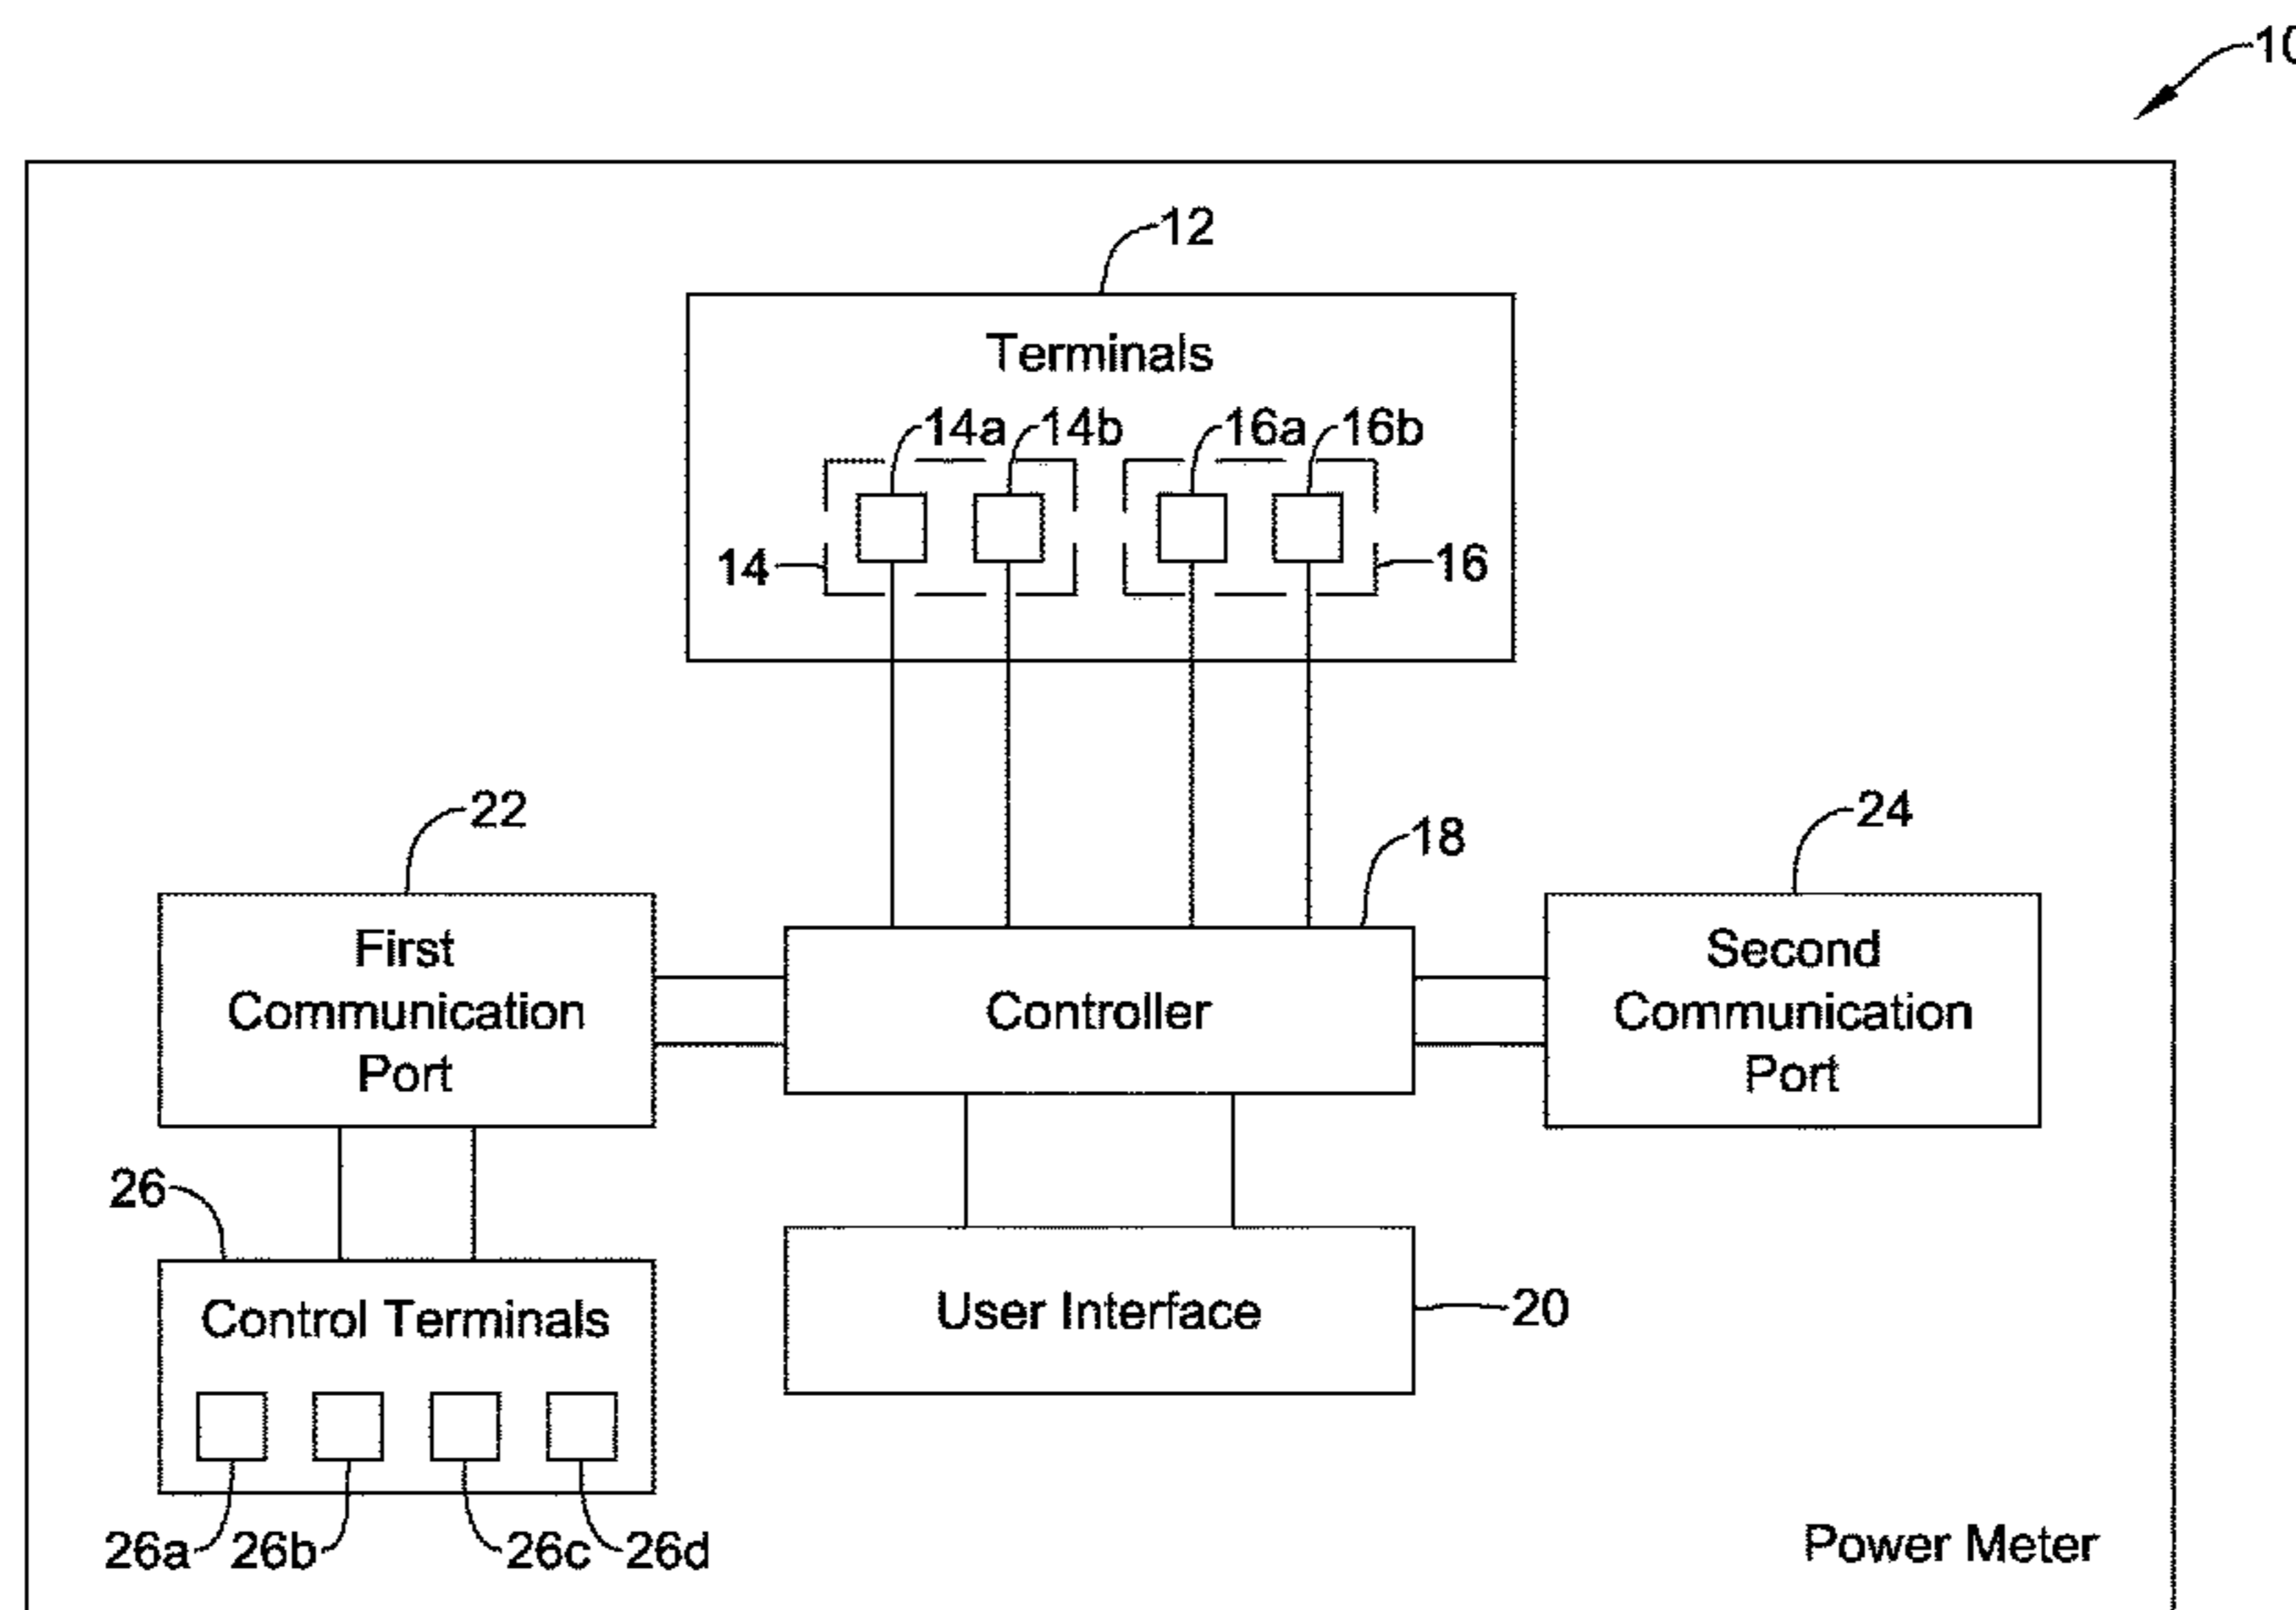 10
12
Terminals
14a 14b 16a 16b
14 16
22
18
24
First
Communication
Port
Controller
Second
Communication
Port
26
Control Terminals
User Interface
20
26a 26b 26c 26d
Power Meter